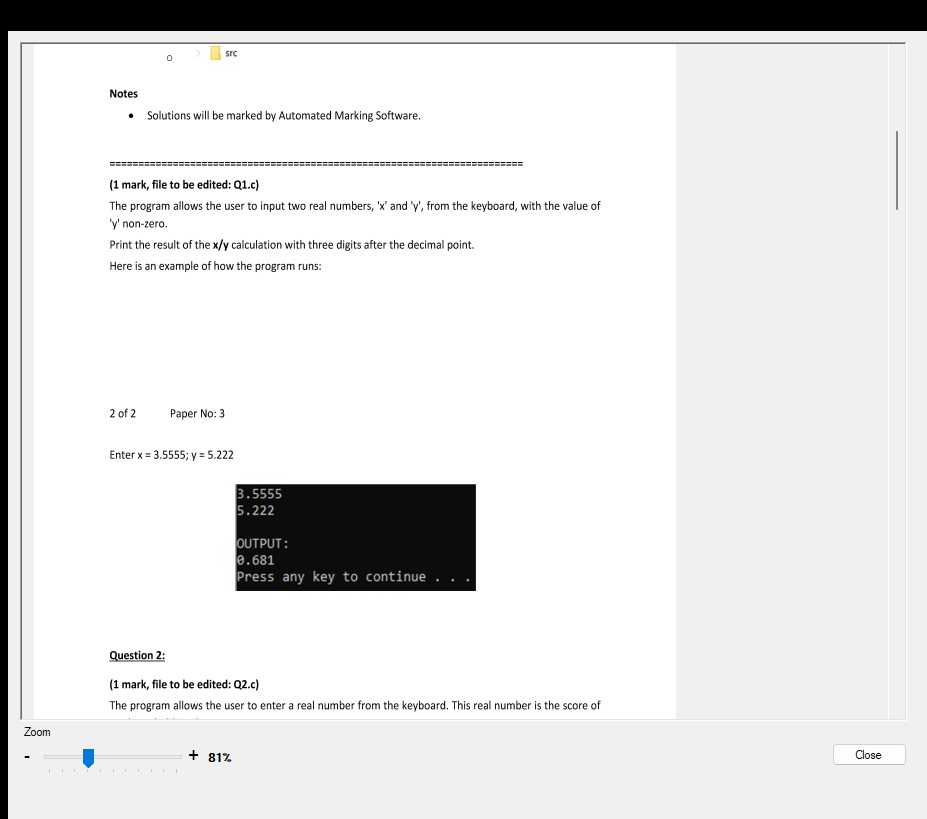 src
Notes
• Solutions will be marked by Automated Marking Software.
========================================================================
(1 mark, file to be edited: Q1.c)
The program allows the user to input two real numbers, 'x' and 'y', from the keyboard, with the value of
'y' non-zero.
Print the result of the x/y calculation with three digits after the decimal point.
Here is an example of how the program runs:
2 of 2 Paper No: 3
Enter x = 3.5555; y = 5.222
3.5555
5.222
OUTPUT:
0.681
Press any key to continue . . .
Question 2:
(1 mark, file to be edited: Q2.c)
The program allows the user to enter a real number from the keyboard. This real number is the score of
Zoom
- + 81%
Close